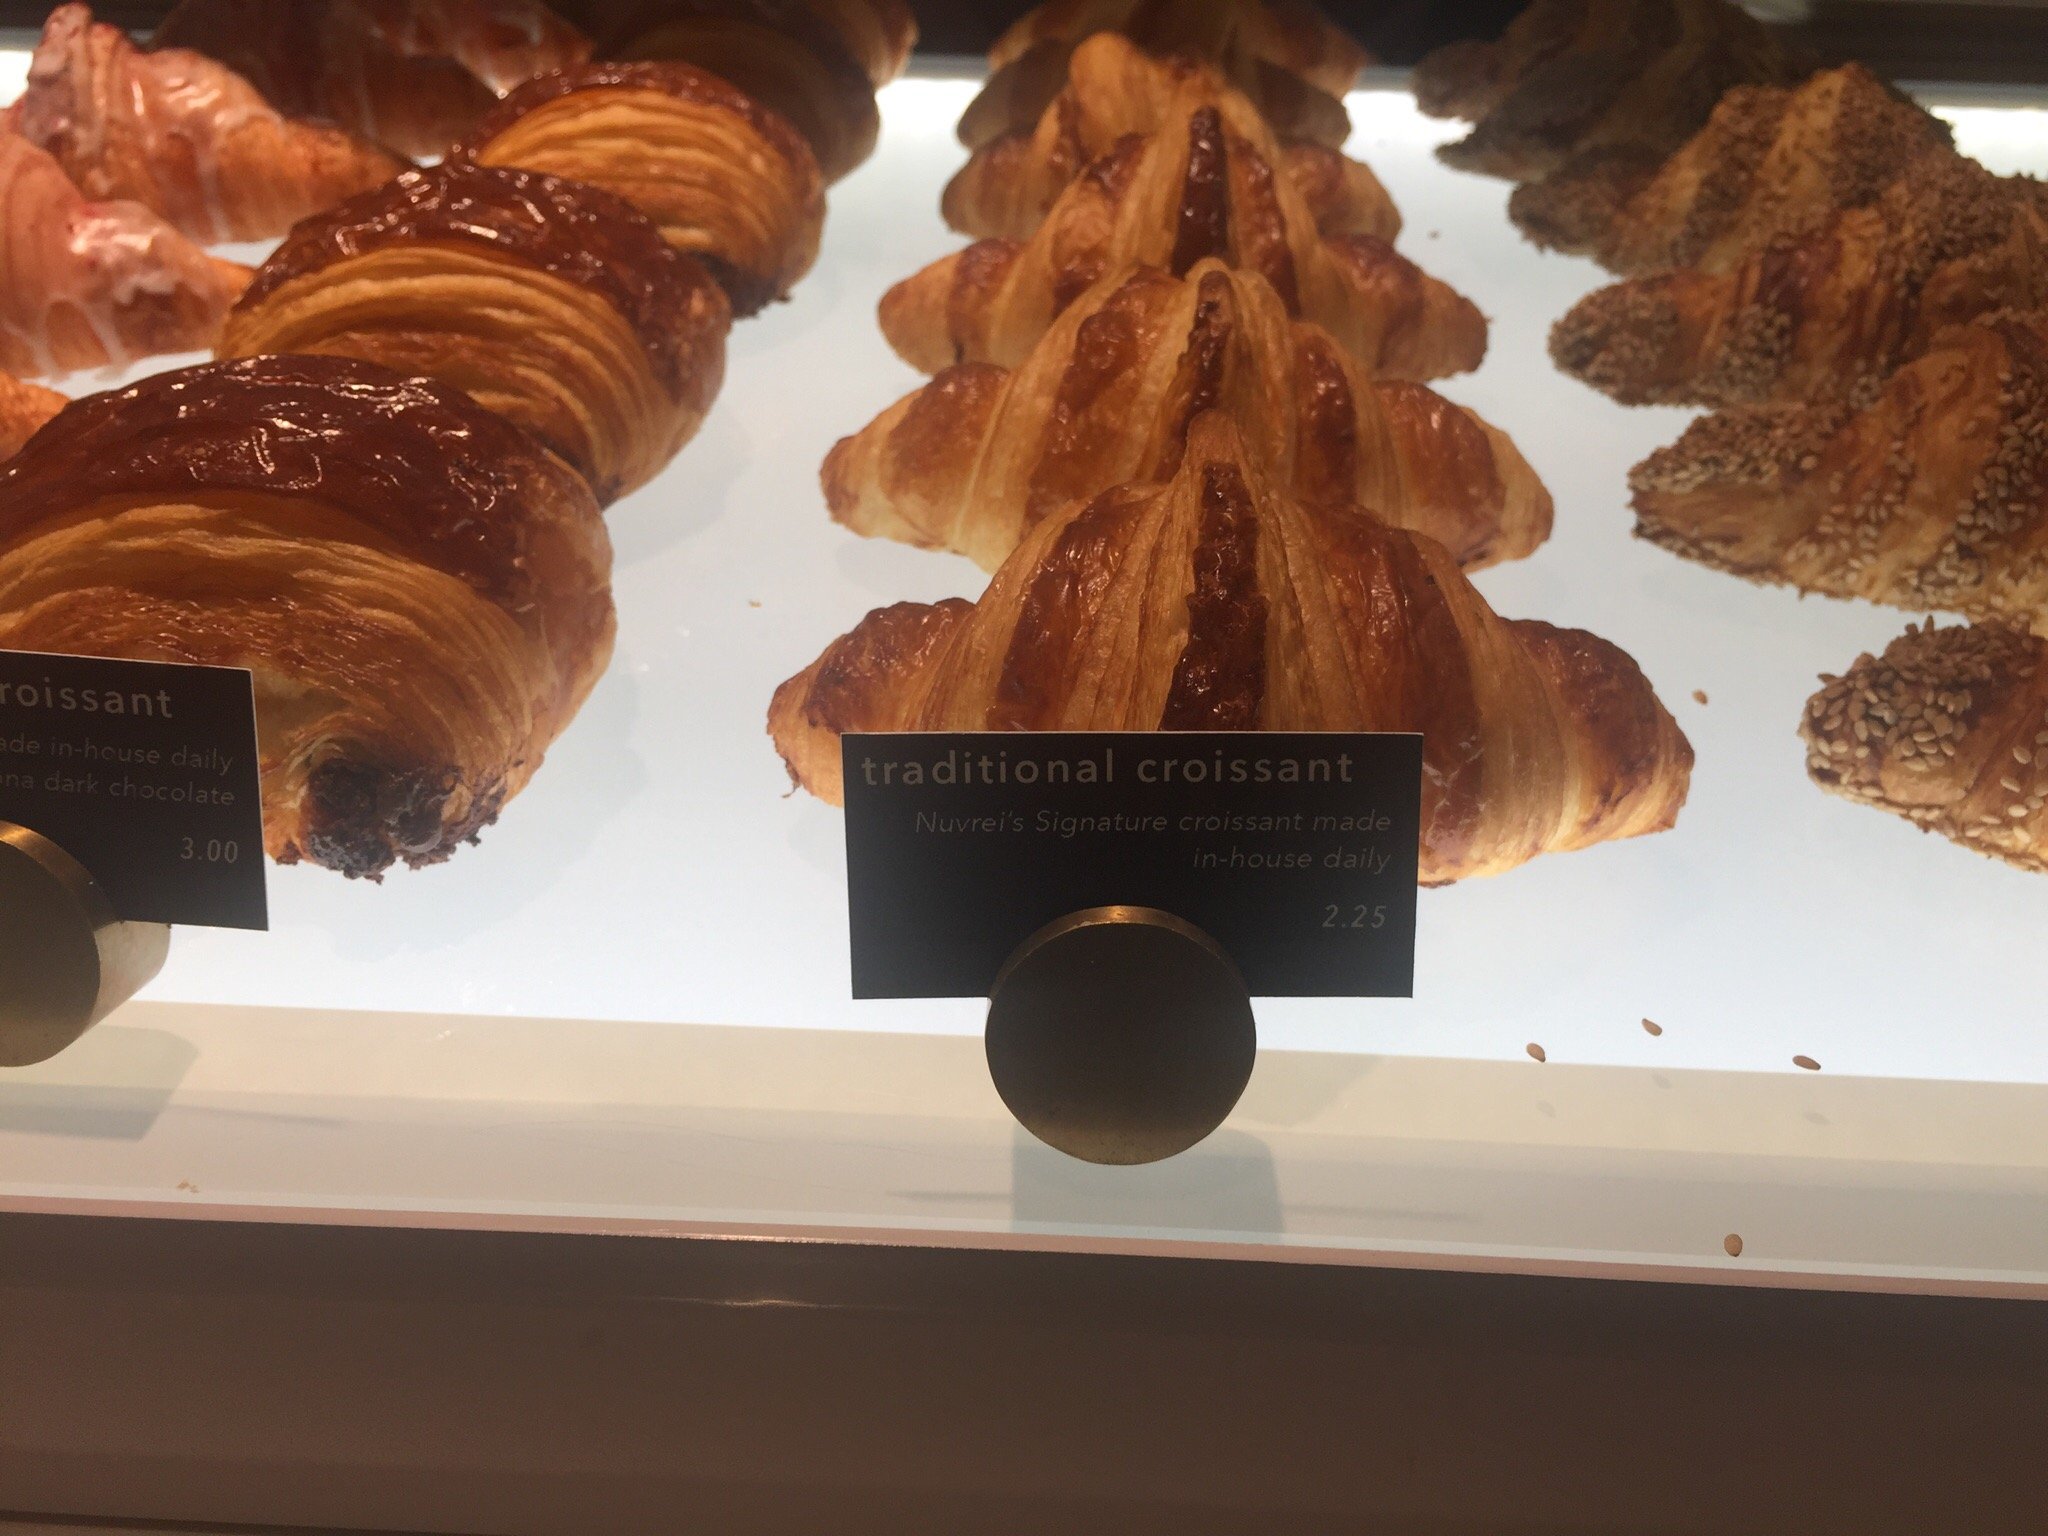 roissant
ade in-house daily
na dark chocolate
3.00
traditional croissant
Nuvrei's Signature croissant made
in-house daily
2.25